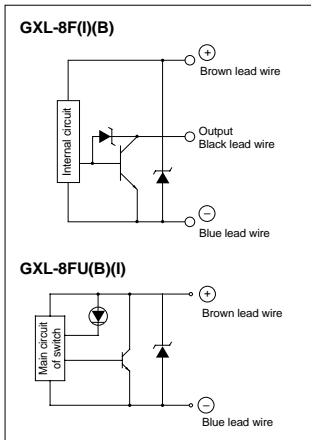 GXL-8F(I)(B)
+
Brown lead wire
Internal circuit
Output
Black lead wire
−
Blue lead wire
GXL-8FU(B)(I)
+
Brown lead wire
Main circuit
of switch
−
Blue lead wire